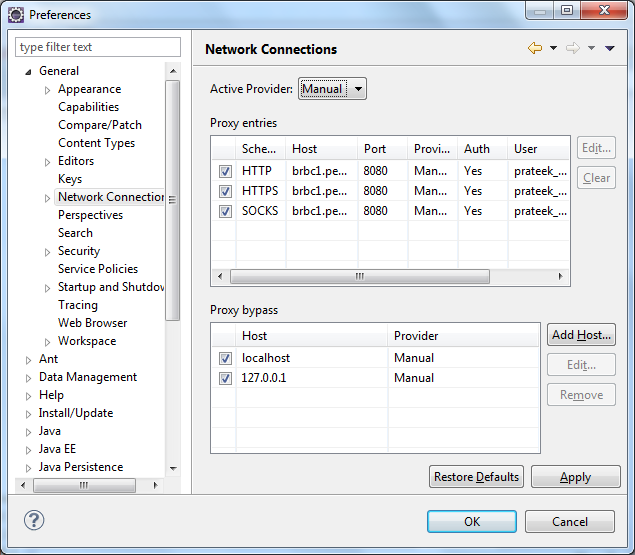 Preferences
type filter text
General
Appearance
Capabilities
Compare/Patch
Content Types
Editors
Keys
Network Connection
Perspectives
Search
Security
Service Policies
Startup and Shutdow
Tracing
Web Browser
Workspace
Ant
Data Management
Help
Install/Update
Java
Java EE
Java Persistence
Network Connections
Active Provider: Manual
Proxy entries
Sche... Host Port Provi... Auth User
HTTP brbc1.pe... 8080 Man... Yes prateek_...
HTTPS brbc1.pe... 8080 Man... Yes prateek_...
SOCKS brbc1.pe... 8080 Man... Yes prateek_...
Edit...
Clear
Proxy bypass
Host Provider
localhost Manual
127.0.0.1 Manual
Add Host...
Edit...
Remove
Restore Defaults Apply
? OK Cancel